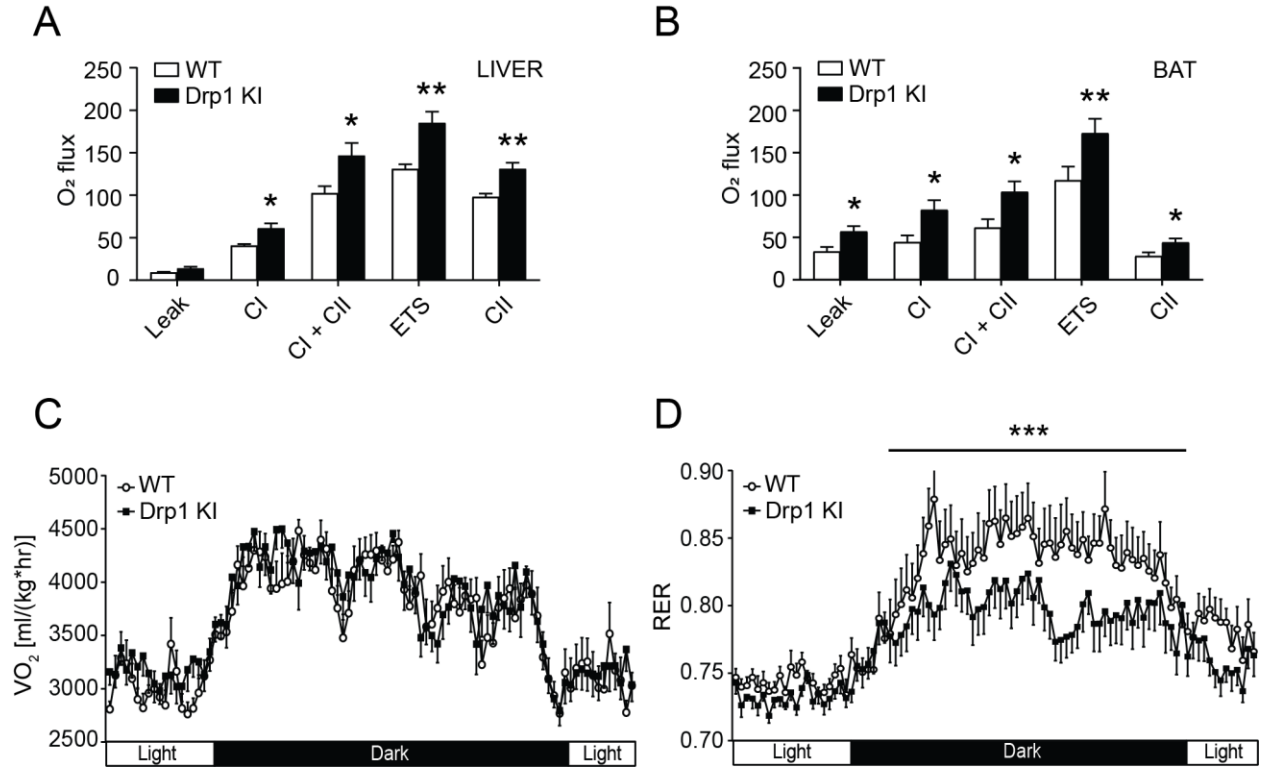 A
250
200
150
100
50
0
O₂ flux
WT
Drp1 KI
LIVER
*
*
**
**
Leak
CI
CI + CII
ETS
CII
B
250
200
150
100
50
0
O₂ flux
WT
Drp1 KI
BAT
*
*
*
**
*
Leak
CI
CI + CII
ETS
CII
C
5000
4500
4000
3500
3000
2500
VO₂ [ml/(kg*hr)]
WT
Drp1 KI
Light
Dark
Light
D
***
0.90
0.85
0.80
0.75
0.70
RER
WT
Drp1 KI
Light
Dark
Light